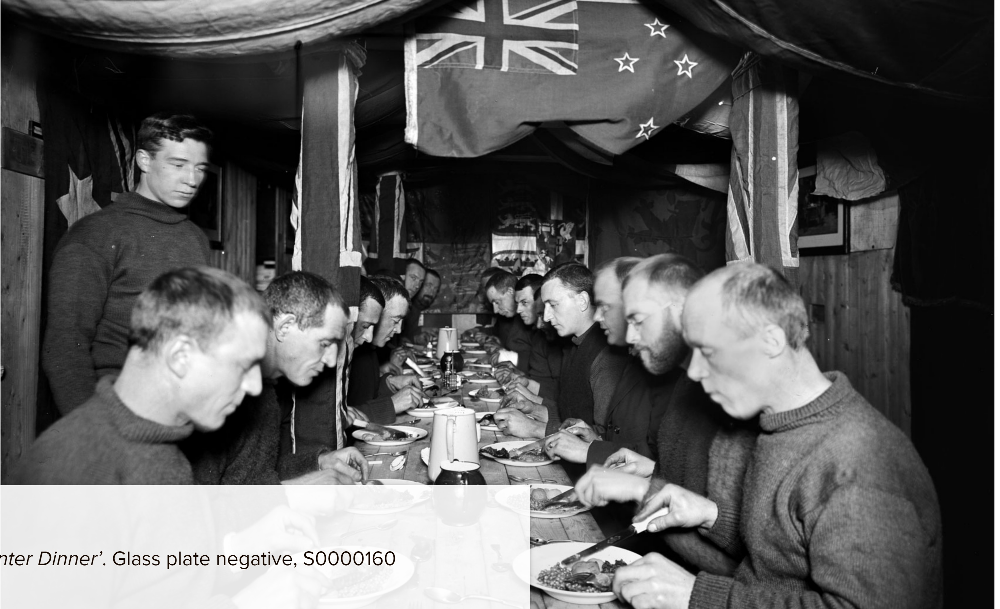 nter Dinner’. Glass plate negative, S0000160